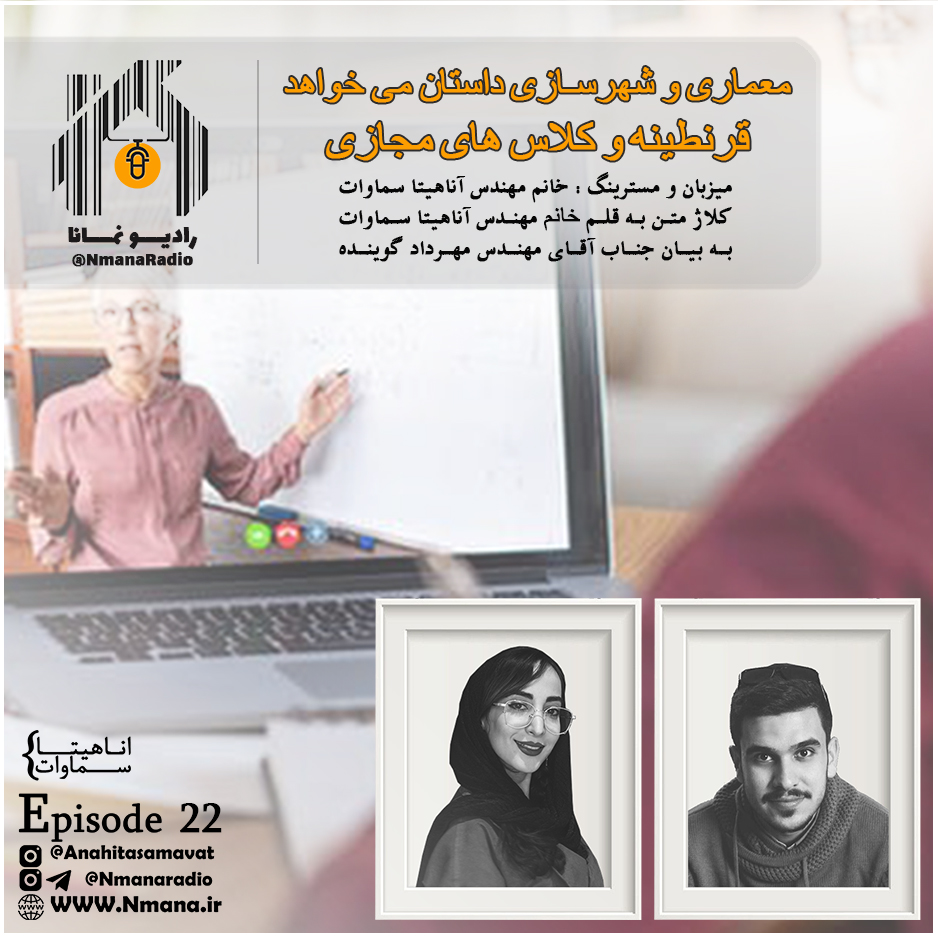 معماری و شهرسازی داستان می خواهد
قرنطینه و کلاس های مجازی
میزبان و مسترینگ : خانم مهندس آناهیتا سماوات
کلاژ متن به قلم خانم مهندس آناهیتا سماوات
به بیان جناب آقای مهندس مهرداد گوینده
رادیو نمانا
@NmanaRadio
اناهیتا
سماوات
Episode 22
@Anahitasamavat
@Nmanaradio
WWW.Nmana.ir